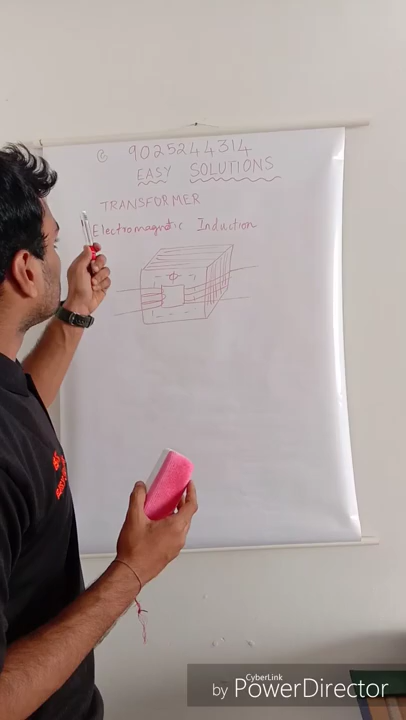 © 9025244314
EASY SOLUTIONS
TRANSFORMER
Electromagnetic Induction
φ
CyberLink
by PowerDirector